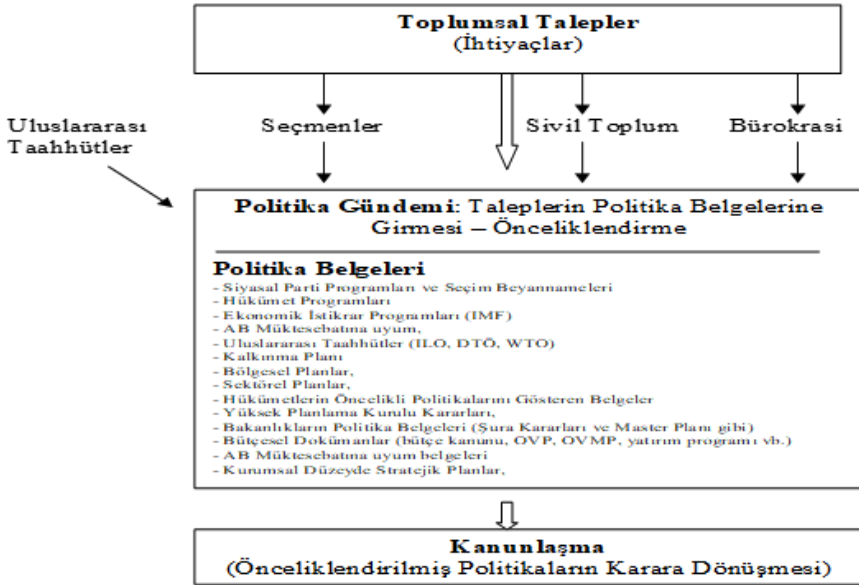 Toplumsal Talepler
(İhtiyaçlar)
Uluslararası
Taahhütler
Seçmenler
Sivil Toplum
Bürokrasi
Politika Gündemi: Taleplerin Politika Belgelerine
Girmesi – Önceliklendirme
Politika Belgeleri
- Siyasal Parti Programları ve Seçim Beyannameleri
- Hükümet Programları
- Ekonomik İstikrar Programları (IMF)
- AB Müktesebatına uyum,
- Uluslararası Taahhütler (ILO, DTÖ, WTO)
- Kalkınma Planı
- Bölgesel Planlar,
- Sektörel Planlar,
- Hükümetlerin Öncelikli Politikalarını Gösteren Belgeler
- Yüksek Planlama Kurulu Kararları,
- Bakanlıkların Politika Belgeleri (Şura Kararları ve Master Planı gibi)
- Bütçesel Dokümanlar (bütçe kanunu, OVP, OVMP, yatırım programı vb.)
- AB Müktesebatına uyum belgeleri
- Kurumsal Düzeyde Stratejik Planlar,
Kanunlaşma
(Önceliklendirilmiş Politikaların Karara Dönüşmesi)